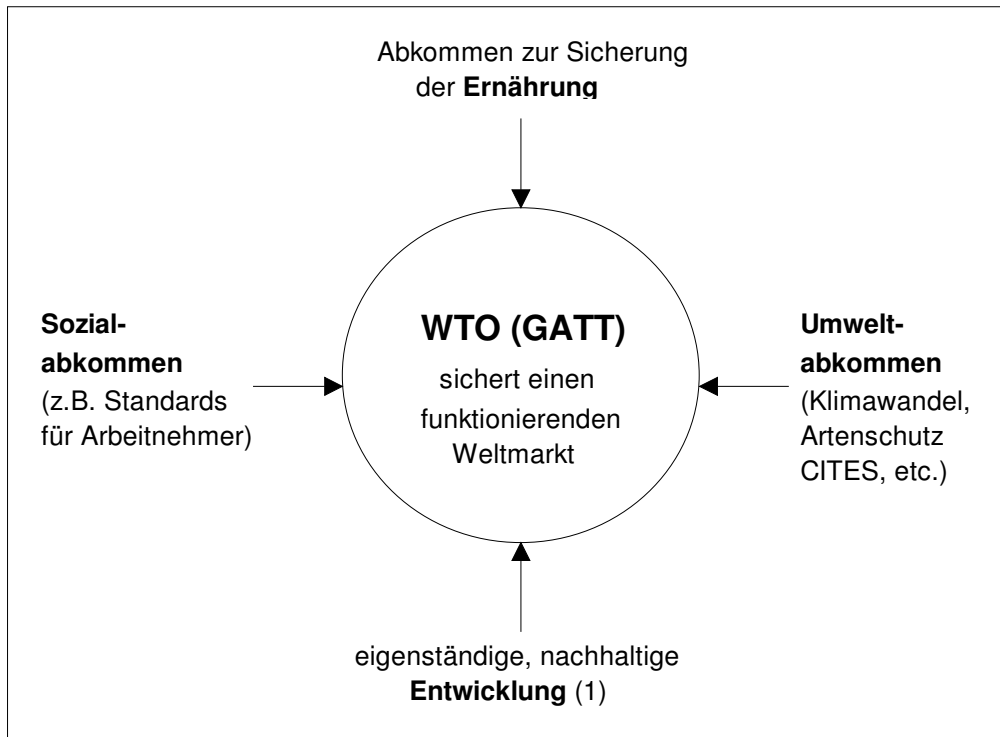 Abkommen zur Sicherung
der Ernährung
WTO (GATT)
sichert einen
funktionierenden
Weltmarkt
Sozial-
abkommen
(z.B. Standards
für Arbeitnehmer)
Umwelt-
abkommen
(Klimawandel,
Artenschutz
CITES, etc.)
eigenständige, nachhaltige
Entwicklung (1)